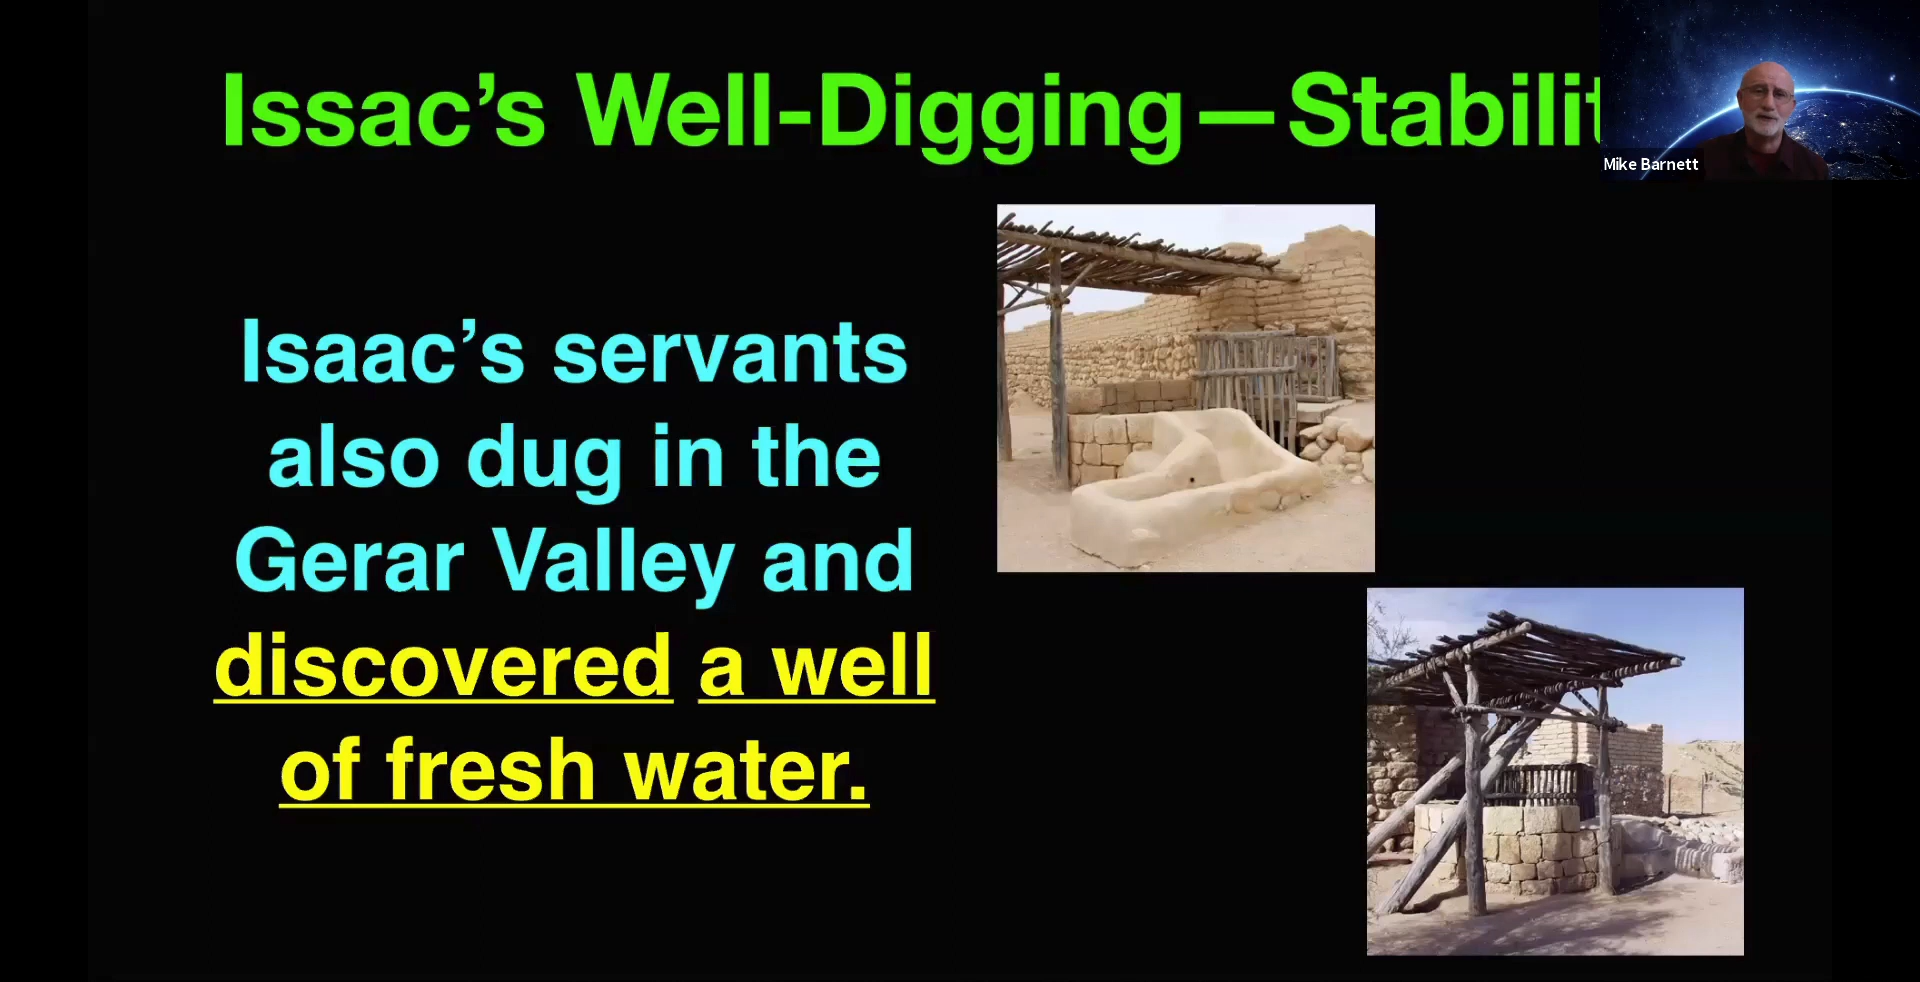 Issac’s Well-Digging—Stabilit
Mike Barnett
Isaac’s servants
also dug in the
Gerar Valley and
discovered a well
of fresh water.